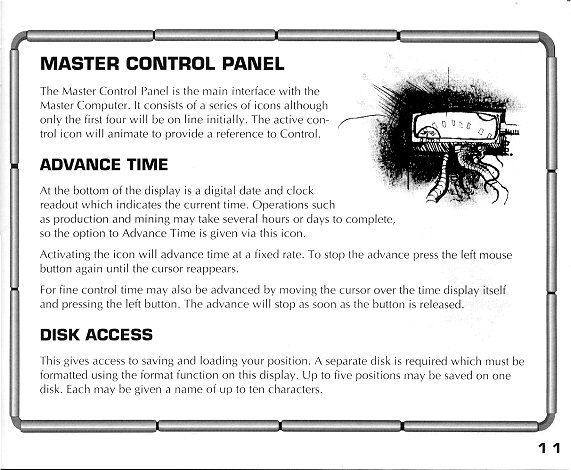 MASTER CONTROL PANEL
The Master Control Panel is the main interface with the
Master Computer. It consists of a series of icons although
only the first four will be on line initially. The active con-
trol icon will animate to provide a reference to Control.
ADVANCE TIME
At the bottom of the display is a digital date and clock
readout which indicates the current time. Operations such
as production and mining may take several hours or days to complete,
so the option to Advance Time is given via this icon.
Activating the icon will advance time at a fixed rate. To stop the advance press the left mouse
button again until the cursor reappears.
For fine control time may also be advanced by moving the cursor over the time display itself
and pressing the left button. The advance will stop as soon as the button is released.
DISK ACCESS
This gives access to saving and loading your position. A separate disk is required which must be
formatted using the format function on this display. Up to five positions may be saved on one
disk. Each may be given a name of up to ten characters.
11